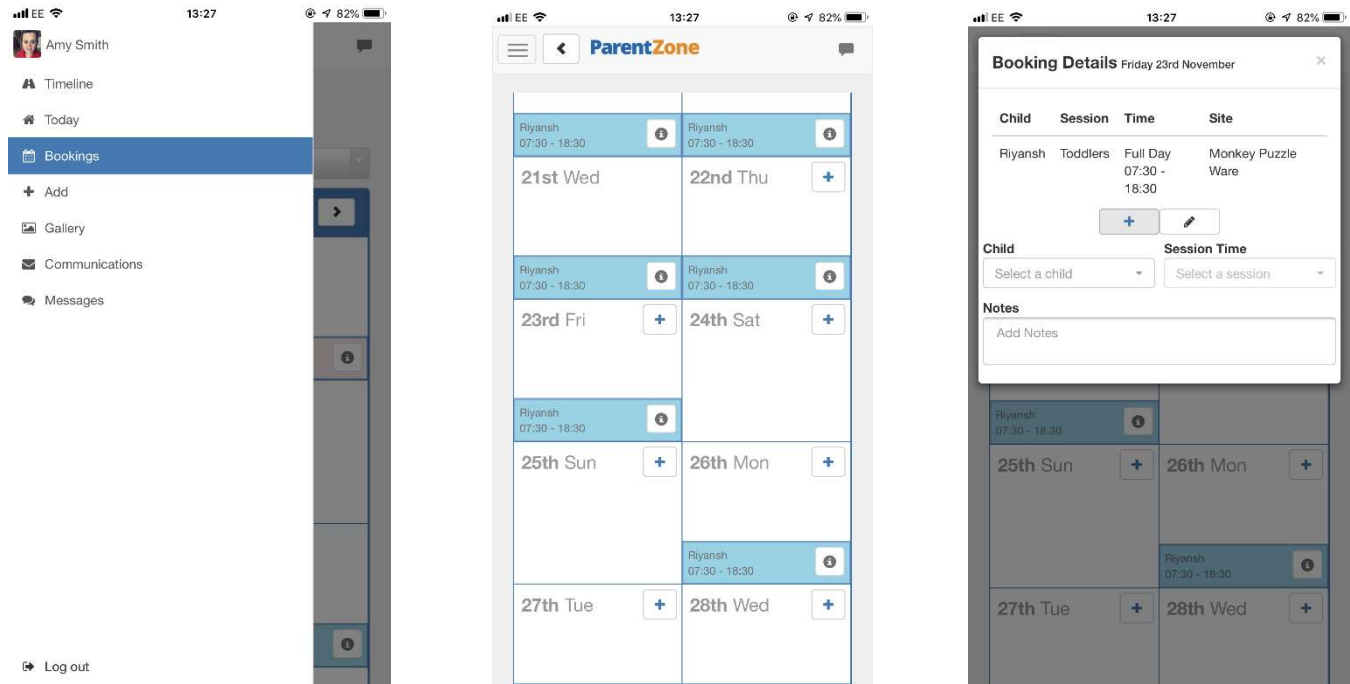 EE 13:27 82%
Amy Smith
Timeline
Today
Bookings
Add
Gallery
Communications
Messages
Log out
EE 13:27 82%
ParentZone
Riyansh
07:30 - 18:30
Riyansh
07:30 - 18:30
21st Wed
22nd Thu
Riyansh
07:30 - 18:30
Riyansh
07:30 - 18:30
23rd Fri
24th Sat
Riyansh
07:30 - 18:30
25th Sun
26th Mon
Riyansh
07:30 - 18:30
27th Tue
28th Wed
EE 13:27 82%
Booking Details Friday 23rd November ×
Child Session Time Site
Riyansh Toddlers Full Day Monkey Puzzle
07:30 - Ware
18:30
Child Session Time
Select a child Select a session
Notes
Add Notes
Riyansh
07:30 - 18:30
25th Sun
26th Mon
Riyansh
07:30 - 18:30
27th Tue
28th Wed